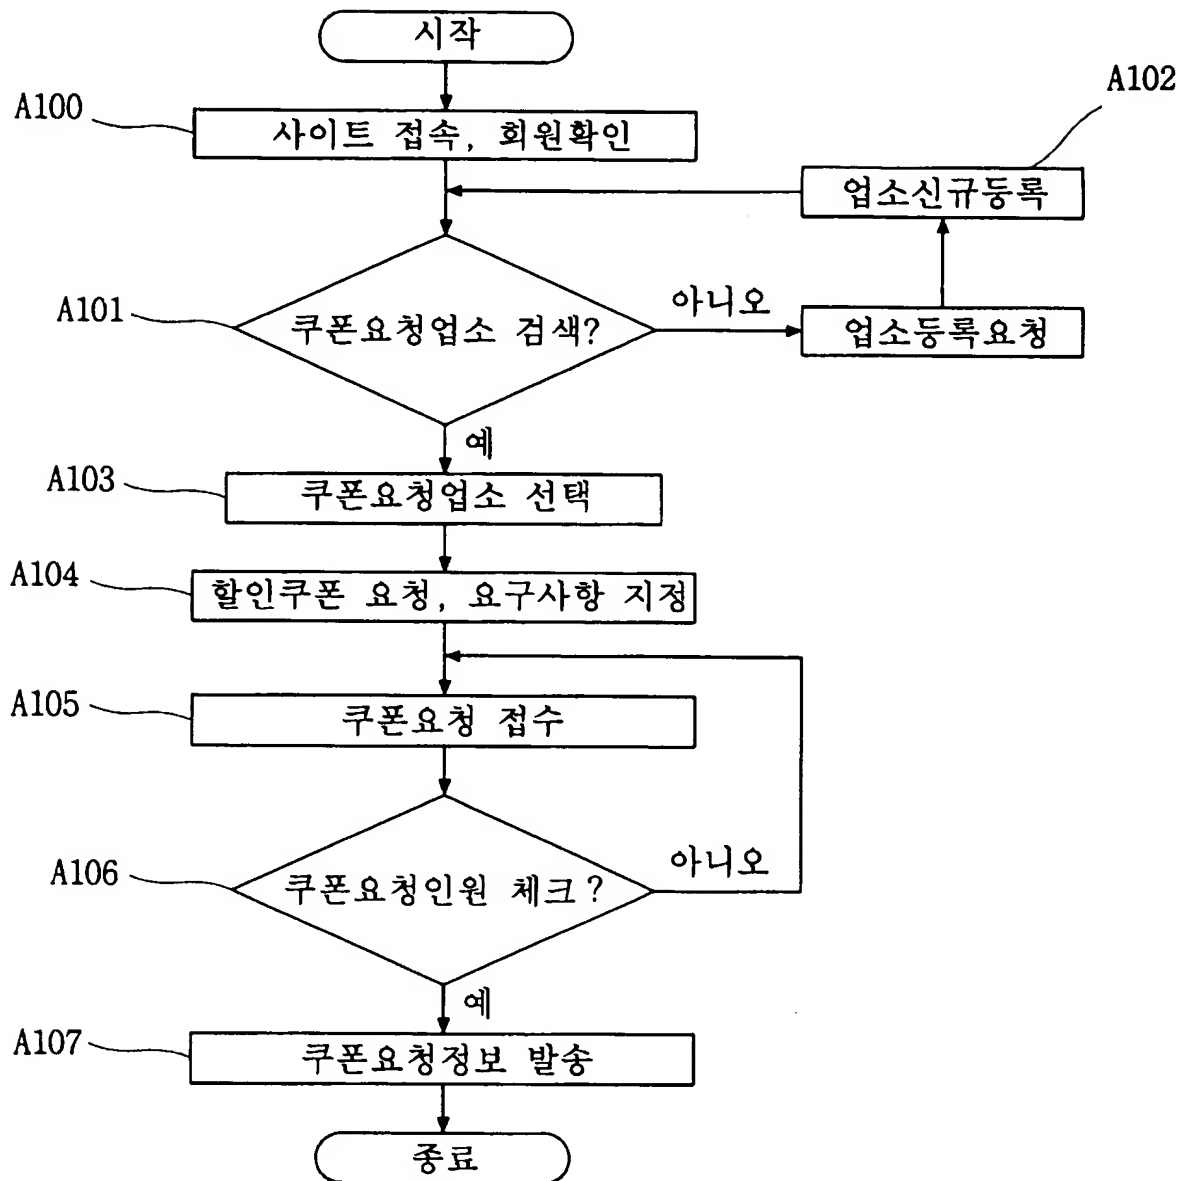 시작
A100
사이트 접속, 회원확인
A102
업소신규등록
A101
쿠폰요청업소 검색?
아니오
업소등록요청
예
A103
쿠폰요청업소 선택
A104
할인쿠폰 요청, 요구사항 지정
A105
쿠폰요청 접수
A106
쿠폰요청인원 체크?
아니오
예
A107
쿠폰요청정보 발송
종료